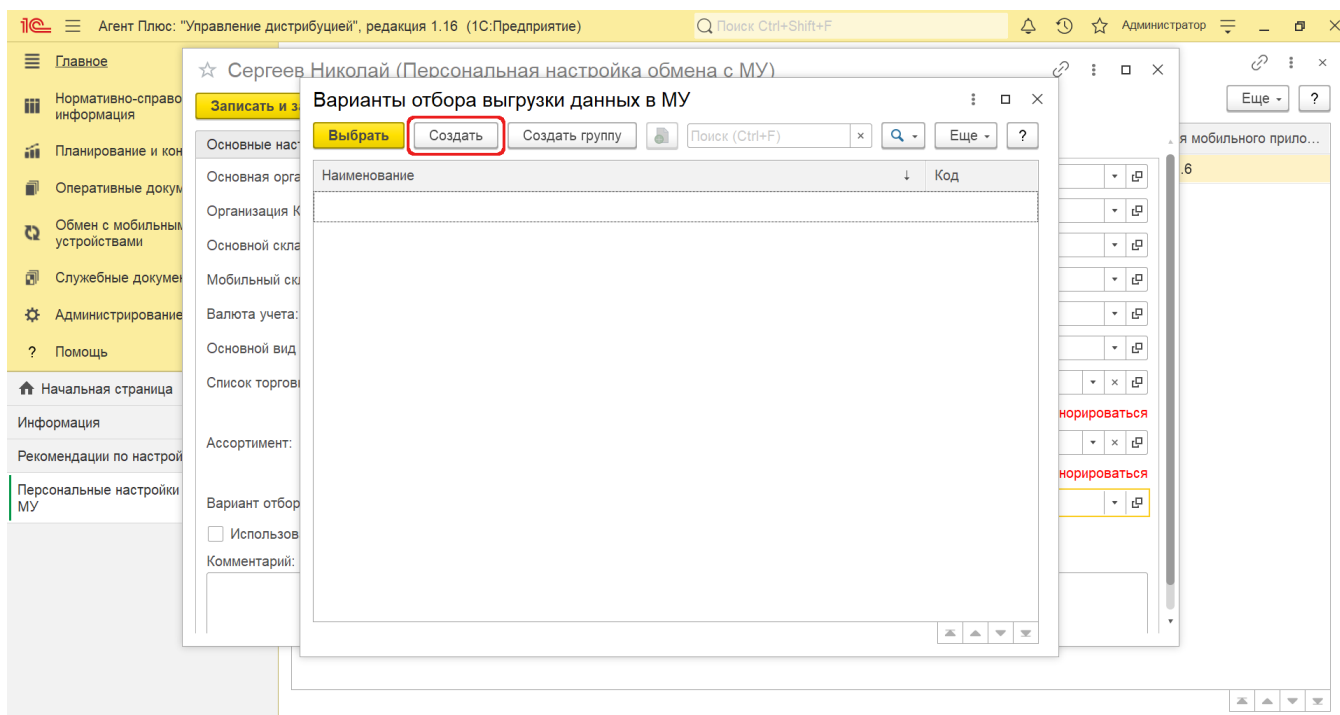 Агент Плюс: "Управление дистрибуцией", редакция 1.16 (1С:Предприятие)
Поиск Ctrl+Shift+F
Администратор
Главное
Нормативно-справо
информация
Планирование и кон
Оперативные докум
Обмен с мобильным
устройствами
Служебные докумен
Администрирование
? Помощь
Начальная страница
Информация
Рекомендации по настрой
Персональные настройки
МУ
Сергеев Николай (Персональная настройка обмена с МУ)
Записать и з
Основные нас
Основная орга
Организация К
Основной скла
Мобильный ск
Валюта учета:
Основной вид
Список торгов
норироваться
Ассортимент:
норироваться
Вариант отбор
Использов
Комментарий:
Варианты отбора выгрузки данных в МУ
Выбрать
Создать
Создать группу
Поиск (Ctrl+F)
Еще
?
Наименование
Код
Еще
?
я мобильного прило...
.6